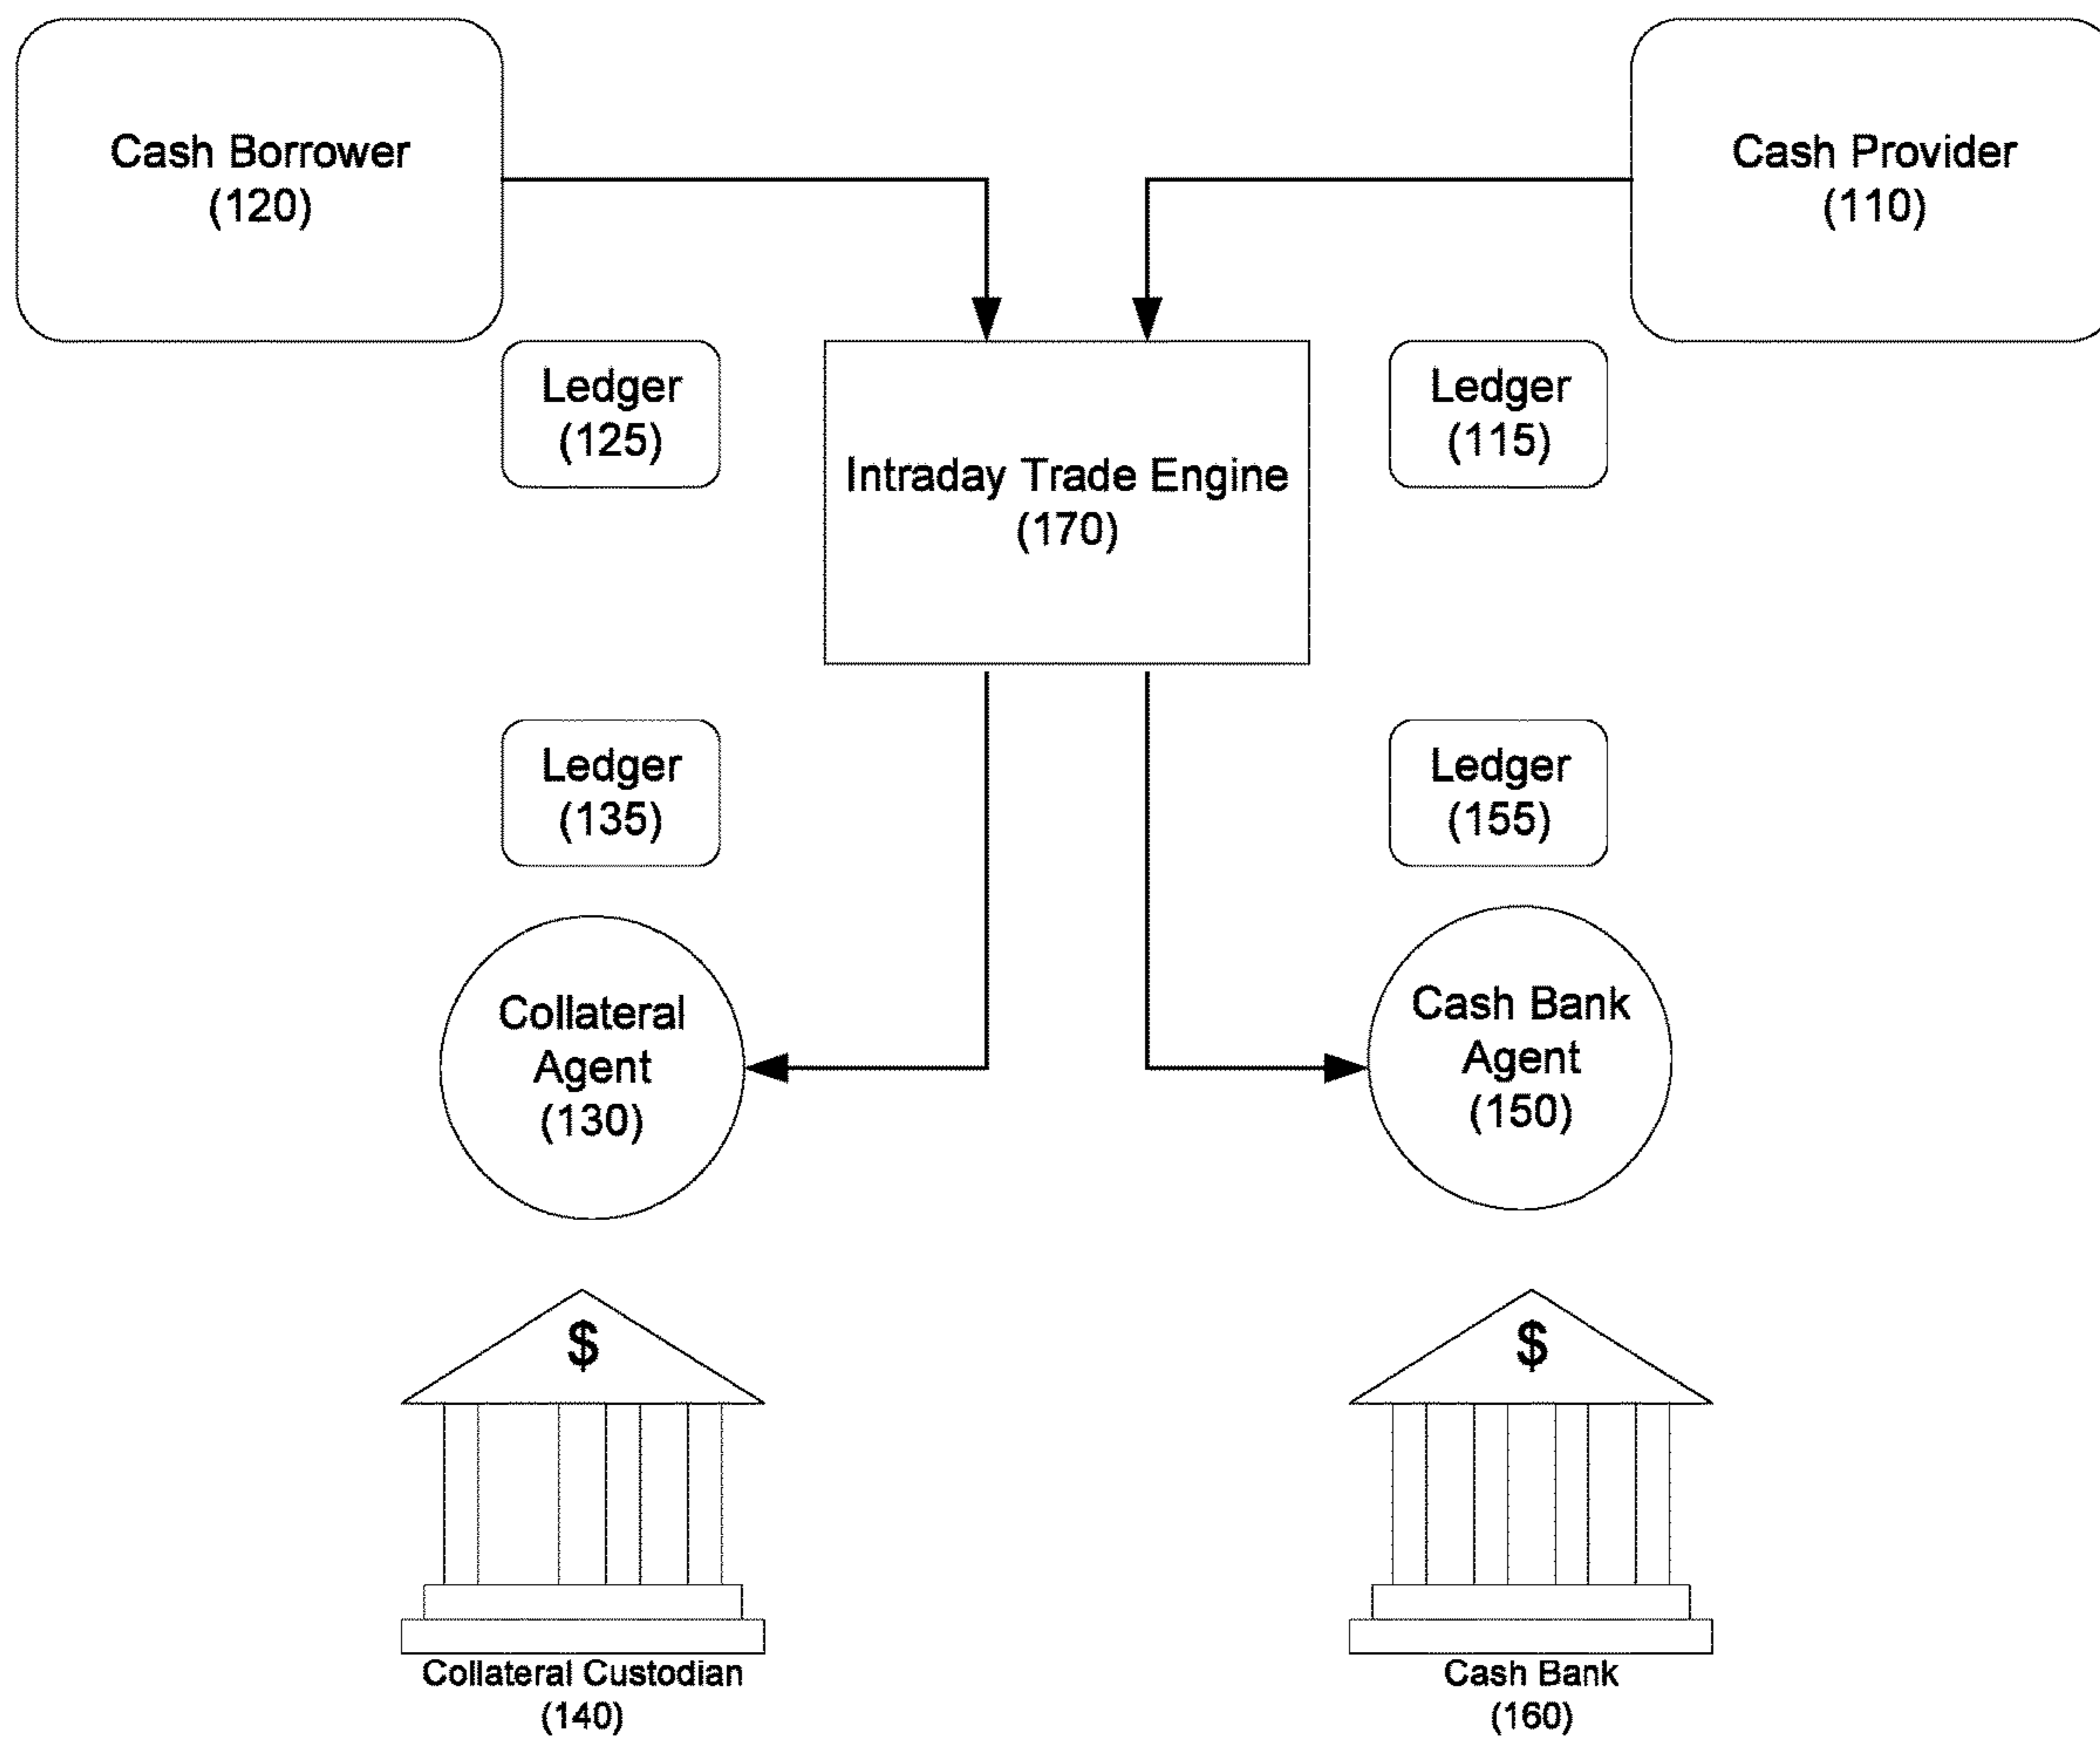 Cash Borrower
(120)
Cash Provider
(110)
Ledger
(125)
Intraday Trade Engine
(170)
Ledger
(115)
Ledger
(135)
Ledger
(155)
Collateral
Agent
(130)
Cash Bank
Agent
(150)
$
$
Collateral Custodian
(140)
Cash Bank
(160)